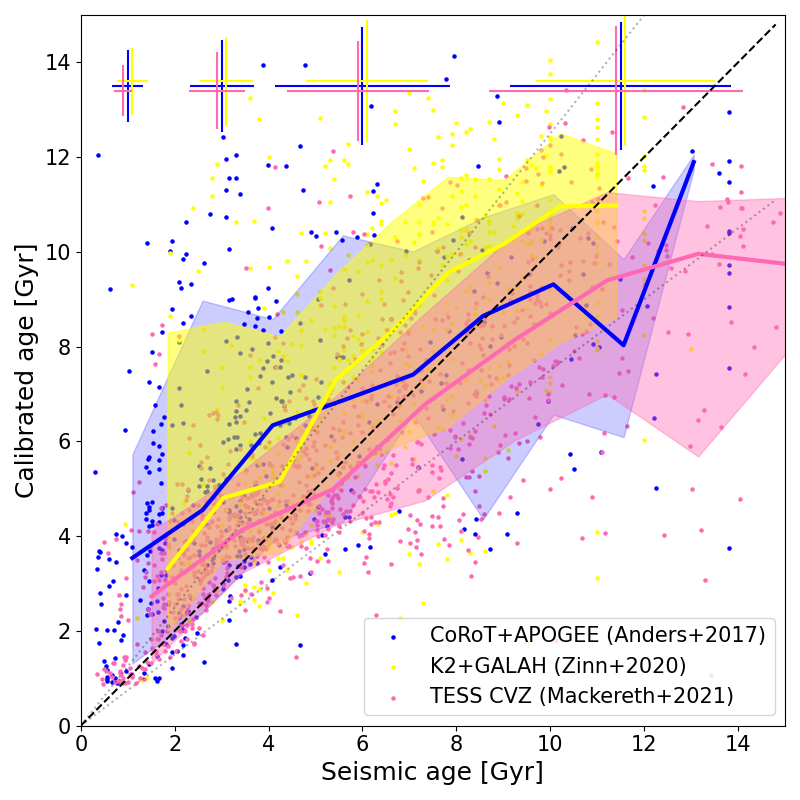 14
12
10
8
6
4
2
0
Calibrated age [Gyr]
CoRoT+APOGEE (Anders+2017)
K2+GALAH (Zinn+2020)
TESS CVZ (Mackereth+2021)
0 2 4 6 8 10 12 14
Seismic age [Gyr]